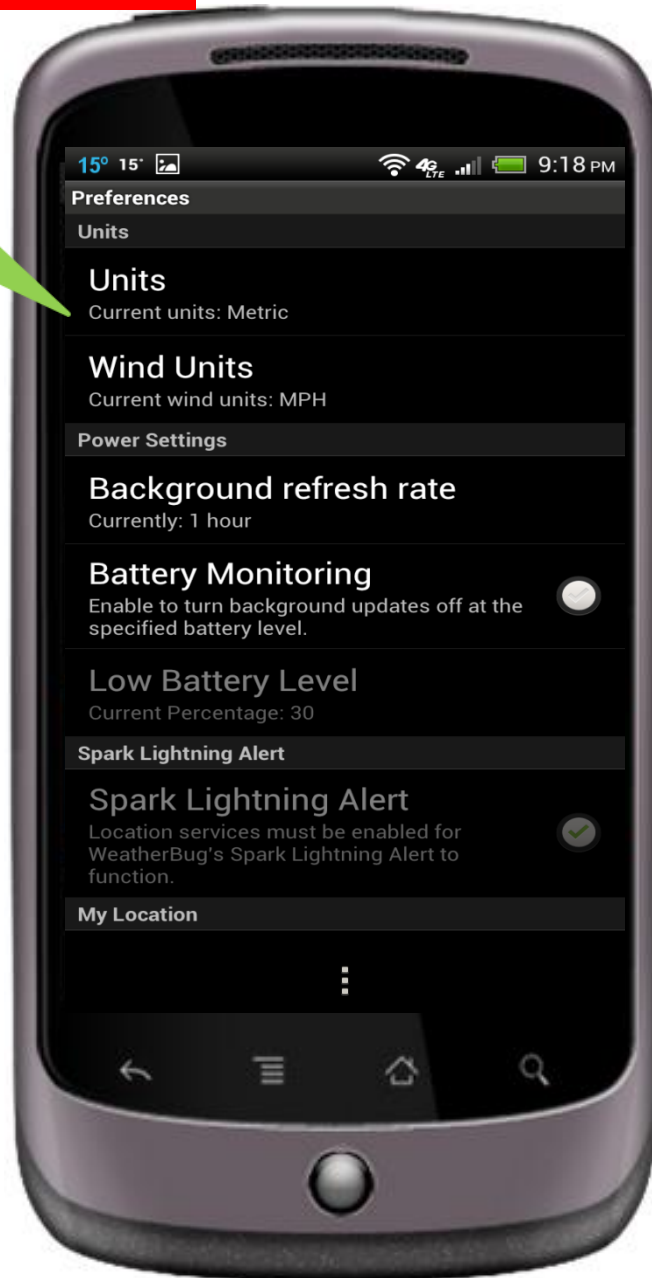 15° 15° 4G LTE 9:18 PM
Preferences
Units
Units
Current units: Metric
Wind Units
Current wind units: MPH
Power Settings
Background refresh rate
Currently: 1 hour
Battery Monitoring
Enable to turn background updates off at the
specified battery level.
Low Battery Level
Current Percentage: 30
Spark Lightning Alert
Spark Lightning Alert
Location services must be enabled for
WeatherBug's Spark Lightning Alert to
function.
My Location